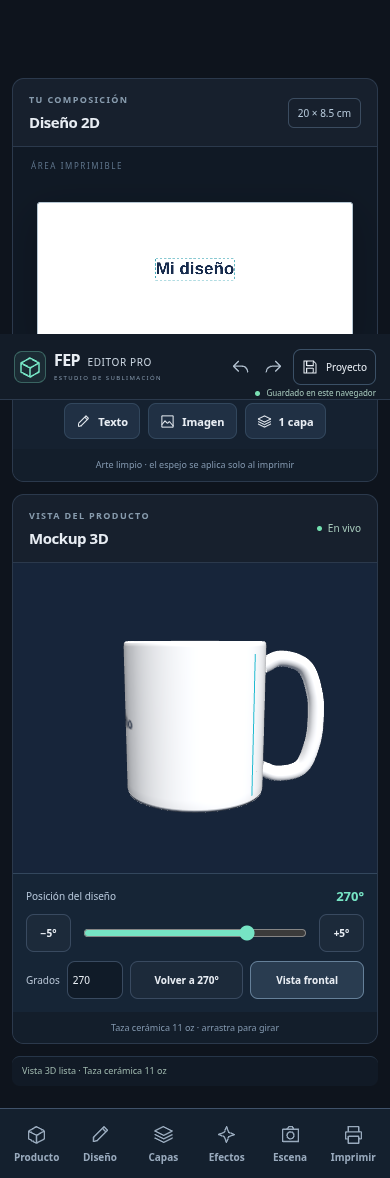 TU COMPOSICIÓN
Diseño 2D
20 × 8.5 cm
ÁREA IMPRIMIBLE
Mi diseño
FEP EDITOR PRO
ESTUDIO DE SUBLIMACIÓN
Proyecto
Guardado en este navegador
Texto
Imagen
1 capa
Arte limpio · el espejo se aplica solo al imprimir
VISTA DEL PRODUCTO
Mockup 3D
En vivo
Posición del diseño
270°
−5°
+5°
Grados
270
Volver a 270°
Vista frontal
Taza cerámica 11 oz · arrastra para girar
Vista 3D lista · Taza cerámica 11 oz
Producto
Diseño
Capas
Efectos
Escena
Imprimir